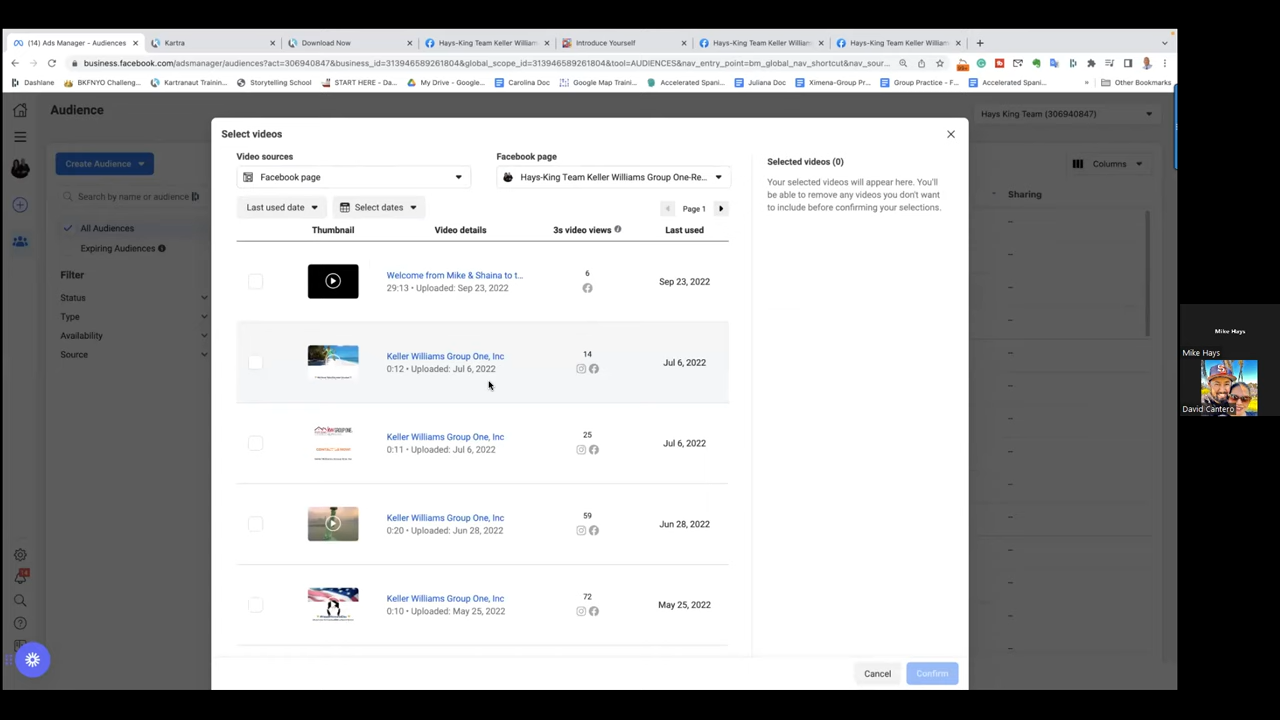 (14) Ads Manager - Audiences
Kartra
Download Now
Hays-King Team Keller William
Introduce Yourself
Hays-King Team Keller William
Hays-King Team Keller William
business.facebook.com/adsmanager/audiences?act=306940847&business_id=313946589261804&global_scope_id=313946589261804&tool=AUDIENCES&nav_entry_point=bm_global_nav_shortcut&nav_sour...
Dashlane
BKFNYO Challeng...
Kartranaut Trainin...
Storytelling School
START HERE - Da...
My Drive - Google...
Carolina Doc
Google Map Traini...
Accelerated Spani...
Juliana Doc
Ximena-Group Pr...
Group Practice - F...
Accelerated Spani...
»
Other Bookmarks
Audience
Hays King Team (306940847)
Create Audience
Columns
Search by name or audience
Sharing
All Audiences
Expiring Audiences
Filter
Status
Type
Availability
Source
Select videos
Video sources
Facebook page
Facebook page
Hays-King Team Keller Williams Group One-Re...
Last used date
Select dates
Page 1
Thumbnail
Video details
3s video views
Last used
Welcome from Mike & Shaina to t...
29:13 • Uploaded: Sep 23, 2022
6
Sep 23, 2022
Keller Williams Group One, Inc
0:12 • Uploaded: Jul 6, 2022
14
Jul 6, 2022
Keller Williams Group One, Inc
0:11 • Uploaded: Jul 6, 2022
25
Jul 6, 2022
Keller Williams Group One, Inc
0:20 • Uploaded: Jun 28, 2022
59
Jun 28, 2022
Keller Williams Group One, Inc
0:10 • Uploaded: May 25, 2022
72
May 25, 2022
Selected videos (0)
Your selected videos will appear here. You'll
be able to remove any videos you don't want
to include before confirming your selections.
Cancel
Confirm
Mike Hays
Mike Hays
David Cantero